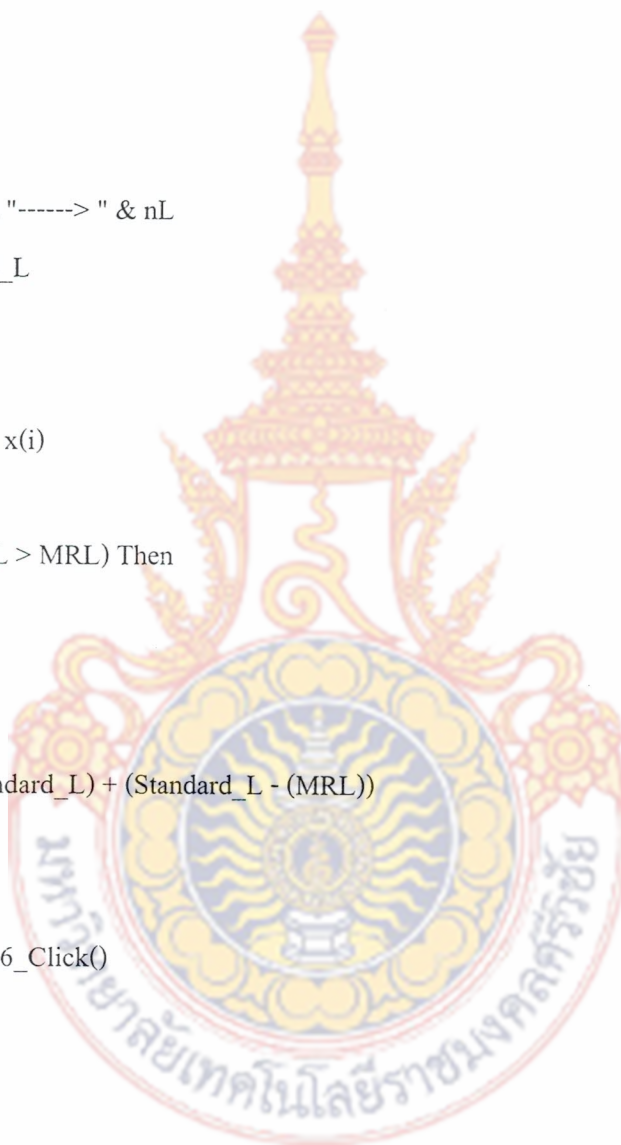 "------> " & nL
_L
x(i)
L > MRL) Then
ndard_L) + (Standard_L - (MRL))
6_Click()
มหาวิทยาลัยเทคโนโลยีราชมงคลศรีวิชัย